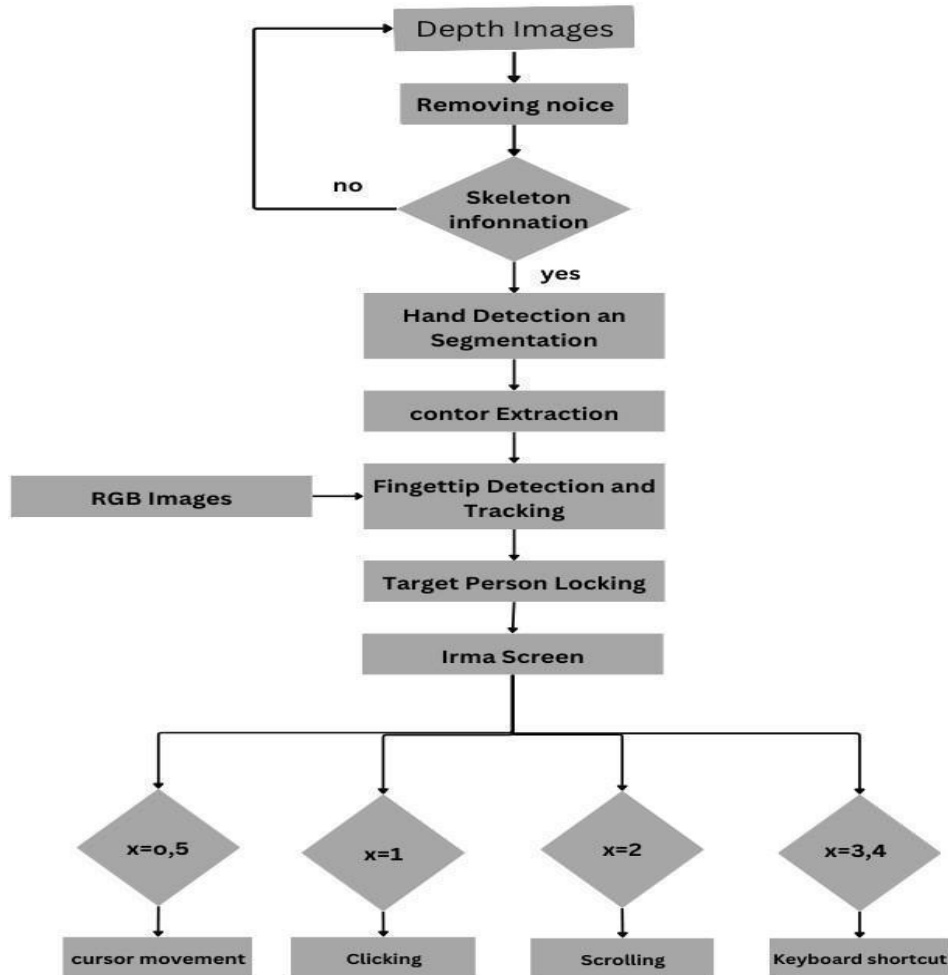 Depth Images
Removing noice
no
Skeleton
infonnation
yes
Hand Detection an
Segmentation
contor Extraction
RGB Images
Fingettip Detection and
Tracking
Target Person Locking
Irma Screen
x=o,5
x=1
x=2
x=3,4
cursor movement
Clicking
Scrolling
Keyboard shortcut